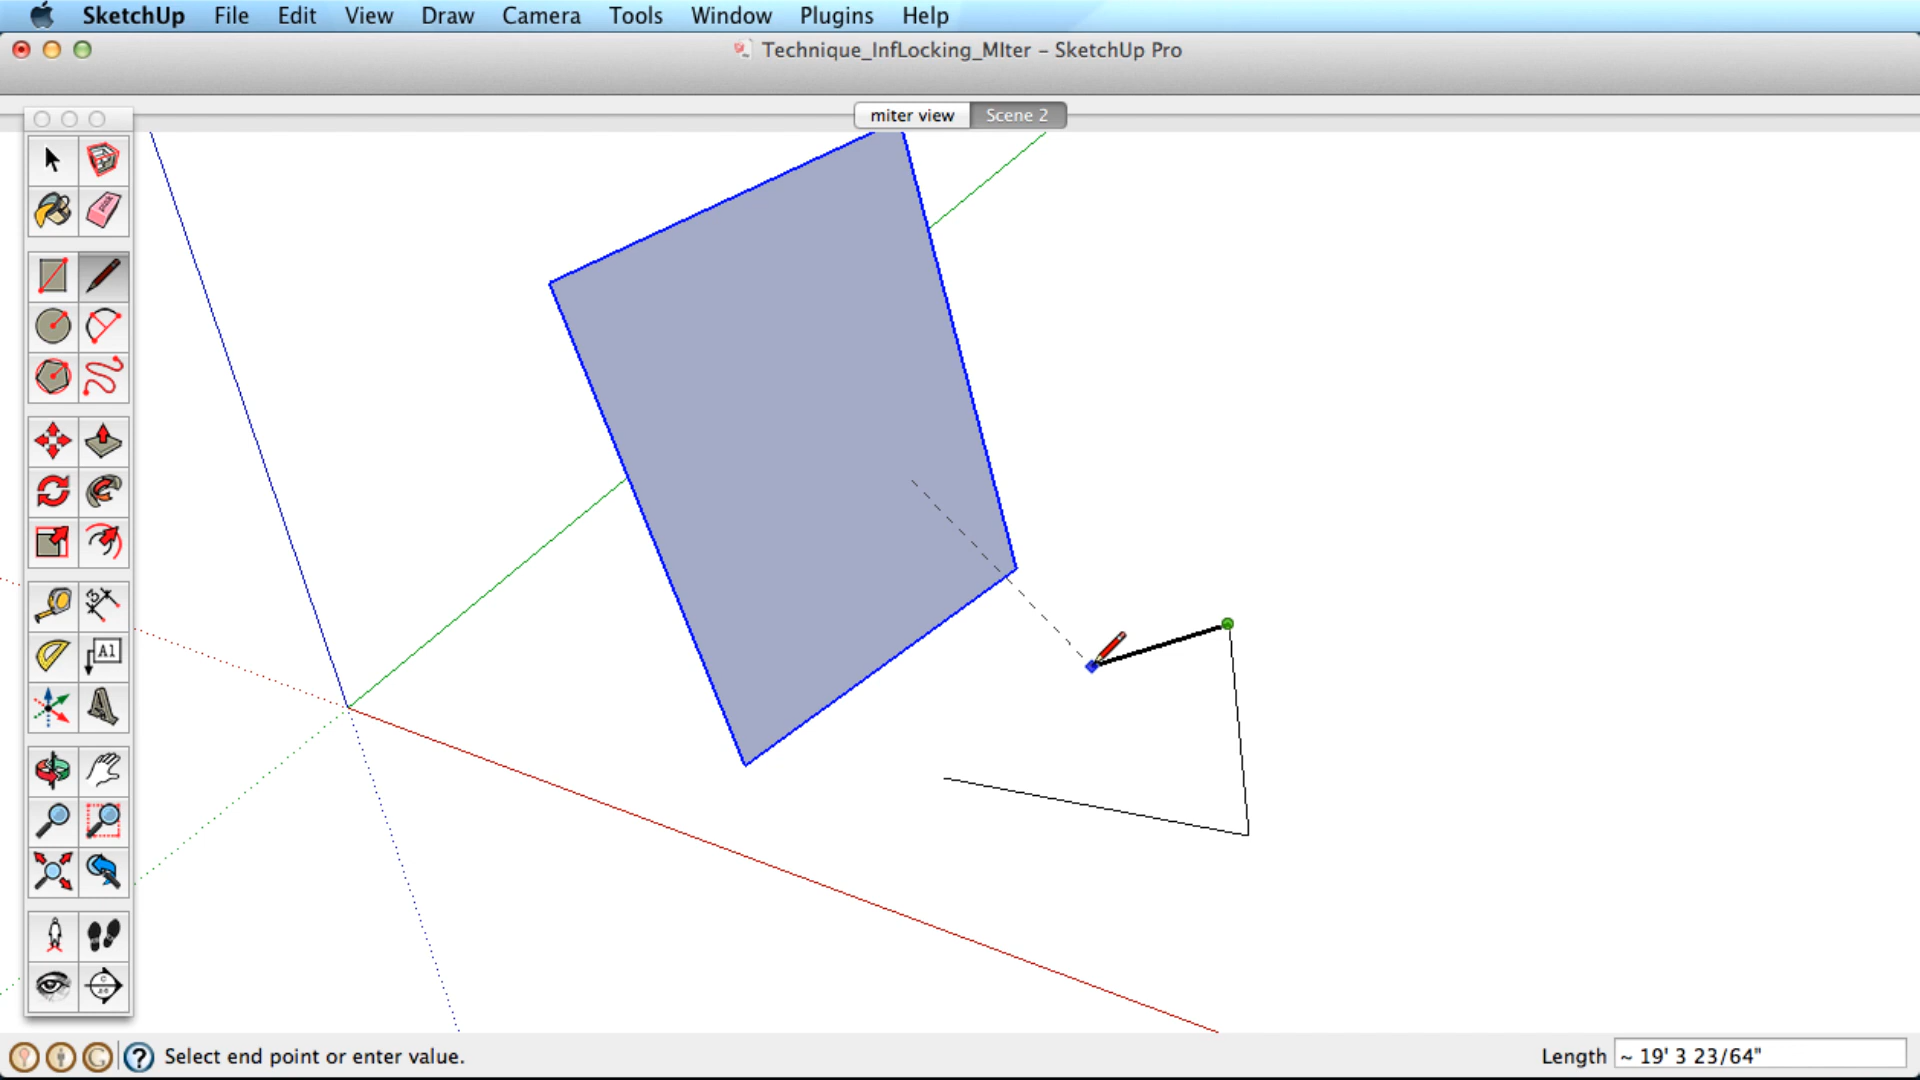 SketchUp File Edit View Draw Camera Tools Window Plugins Help
Technique_InfLocking_MIter – SketchUp Pro
miter view Scene 2
A1
Select end point or enter value. Length ~ 19' 3 23/64"